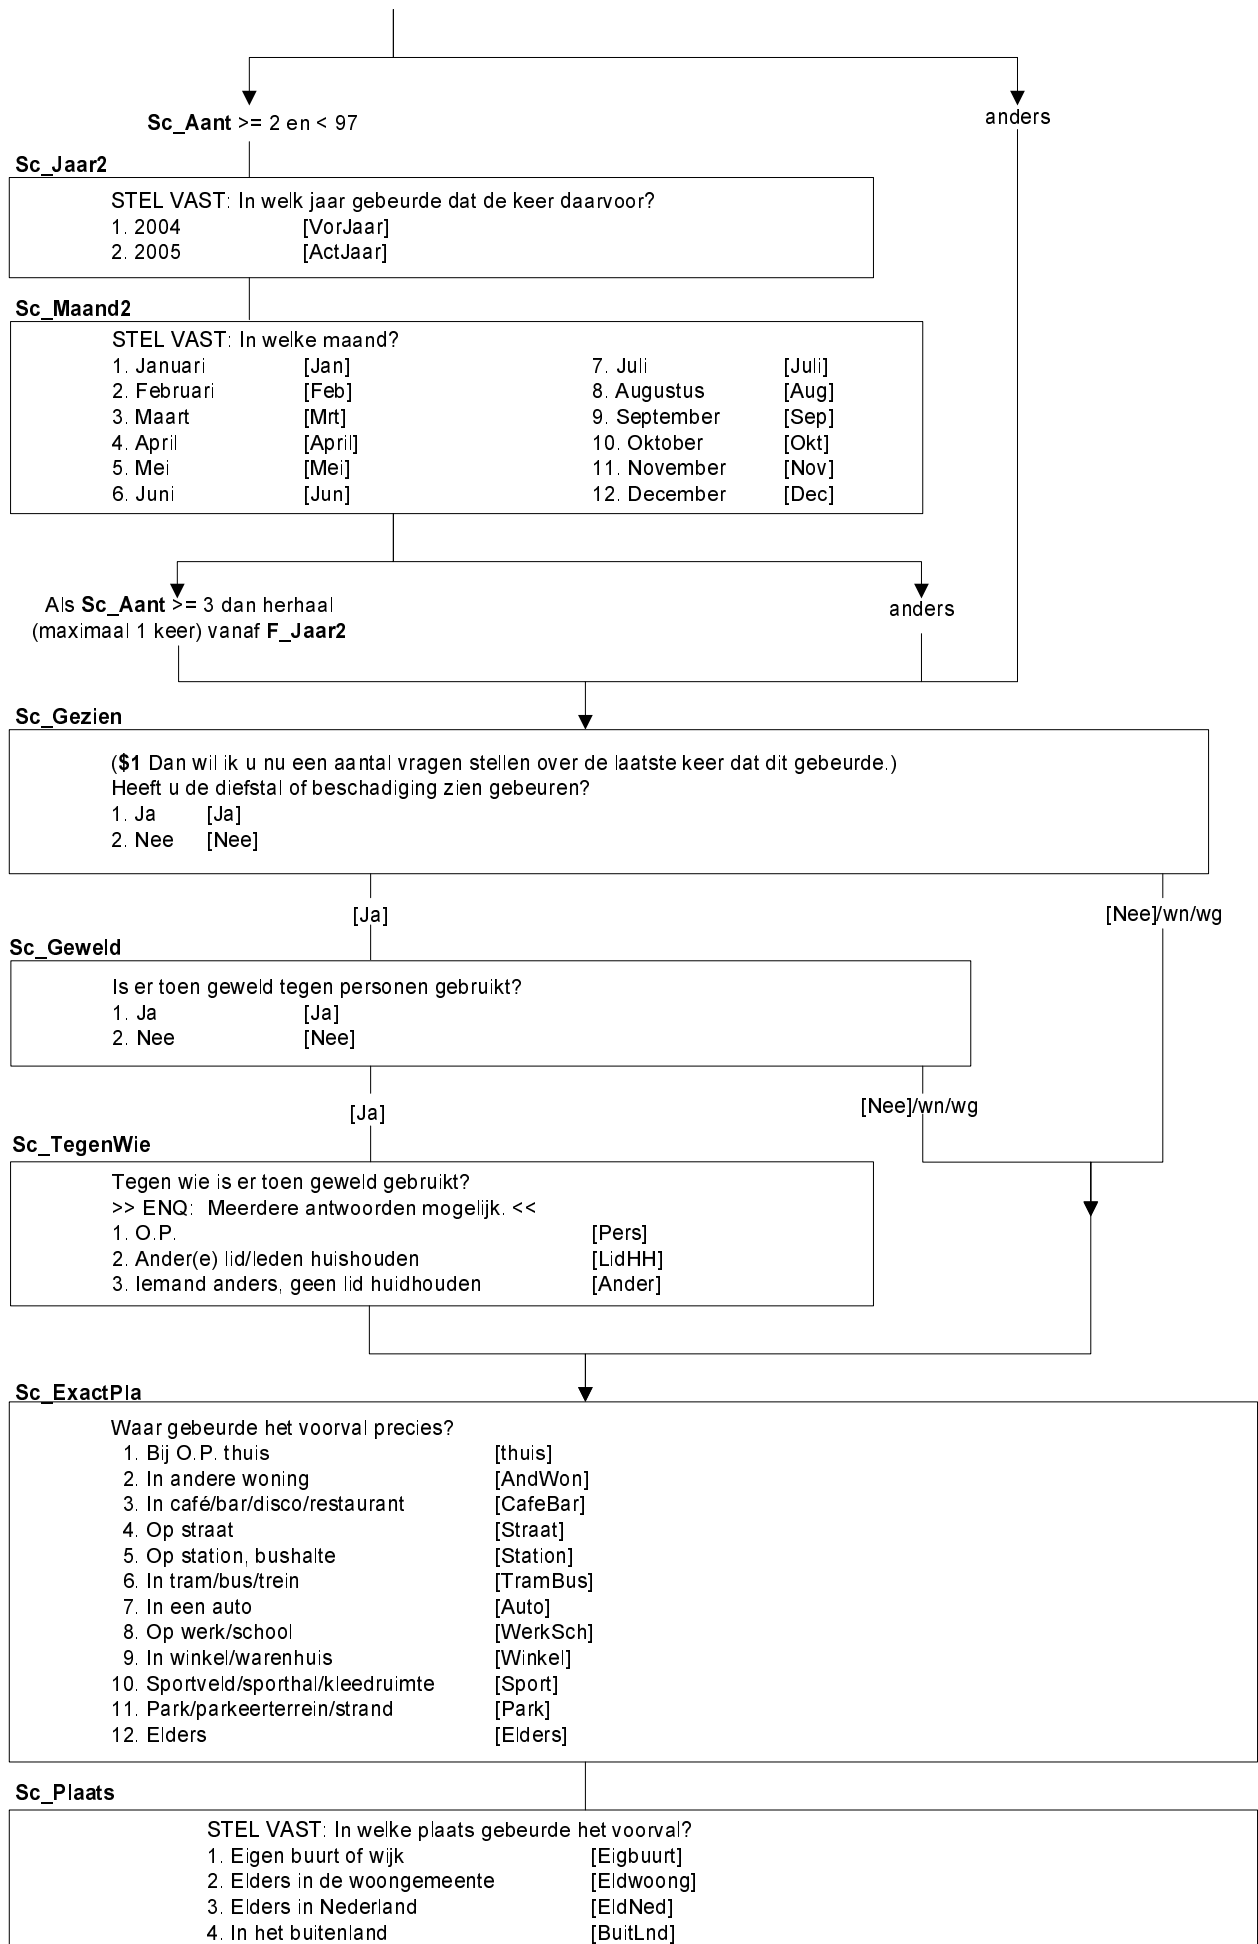 Sc_Aant >= 2 en < 97
anders
Sc_Jaar2
STEL VAST: In welk jaar gebeurde dat de keer daarvoor?
1. 2004 [VorJaar]
2. 2005 [ActJaar]
Sc_Maand2
STEL VAST: In welke maand?
1. Januari [Jan] 7. Juli [Juli]
2. Februari [Feb] 8. Augustus [Aug]
3. Maart [Mrt] 9. September [Sep]
4. April [April] 10. Oktober [Okt]
5. Mei [Mei] 11. November [Nov]
6. Juni [Jun] 12. December [Dec]
Als Sc_Aant >= 3 dan herhaal
(maximaal 1 keer) vanaf F_Jaar2
anders
Sc_Gezien
($1 Dan wil ik u nu een aantal vragen stellen over de laatste keer dat dit gebeurde.)
Heeft u de diefstal of beschadiging zien gebeuren?
1. Ja [Ja]
2. Nee [Nee]
[Ja] [Nee]/wn/wg
Sc_Geweld
Is er toen geweld tegen personen gebruikt?
1. Ja [Ja]
2. Nee [Nee]
[Ja] [Nee]/wn/wg
Sc_TegenWie
Tegen wie is er toen geweld gebruikt?
>> ENQ: Meerdere antwoorden mogelijk. <<
1. O.P. [Pers]
2. Ander(e) lid/leden huishouden [LidHH]
3. Iemand anders, geen lid huidhouden [Ander]
Sc_ExactPla
Waar gebeurde het voorval precies?
1. Bij O.P. thuis [thuis]
2. In andere woning [AndWon]
3. In café/bar/disco/restaurant [CafeBar]
4. Op straat [Straat]
5. Op station, bushalte [Station]
6. In tram/bus/trein [TramBus]
7. In een auto [Auto]
8. Op werk/school [WerkSch]
9. In winkel/warenhuis [Winkel]
10. Sportveld/sporthal/kleedruimte [Sport]
11. Park/parkeerterrein/strand [Park]
12. Elders [Elders]
Sc_Plaats
STEL VAST: In welke plaats gebeurde het voorval?
1. Eigen buurt of wijk [Eigbuurt]
2. Elders in de woongemeente [Eldwoong]
3. Elders in Nederland [EldNed]
4. In het buitenland [BuitLnd]